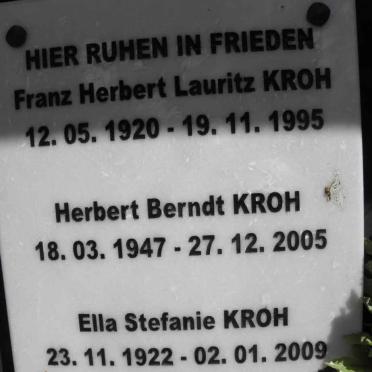 HIER RUHEN IN FRIEDEN
Franz Herbert Lauritz KROH
12. 05. 1920 - 19. 11. 1995
Herbert Berndt KROH
18. 03. 1947 - 27. 12. 2005
Ella Stefanie KROH
23. 11. 1922 - 02. 01. 2009